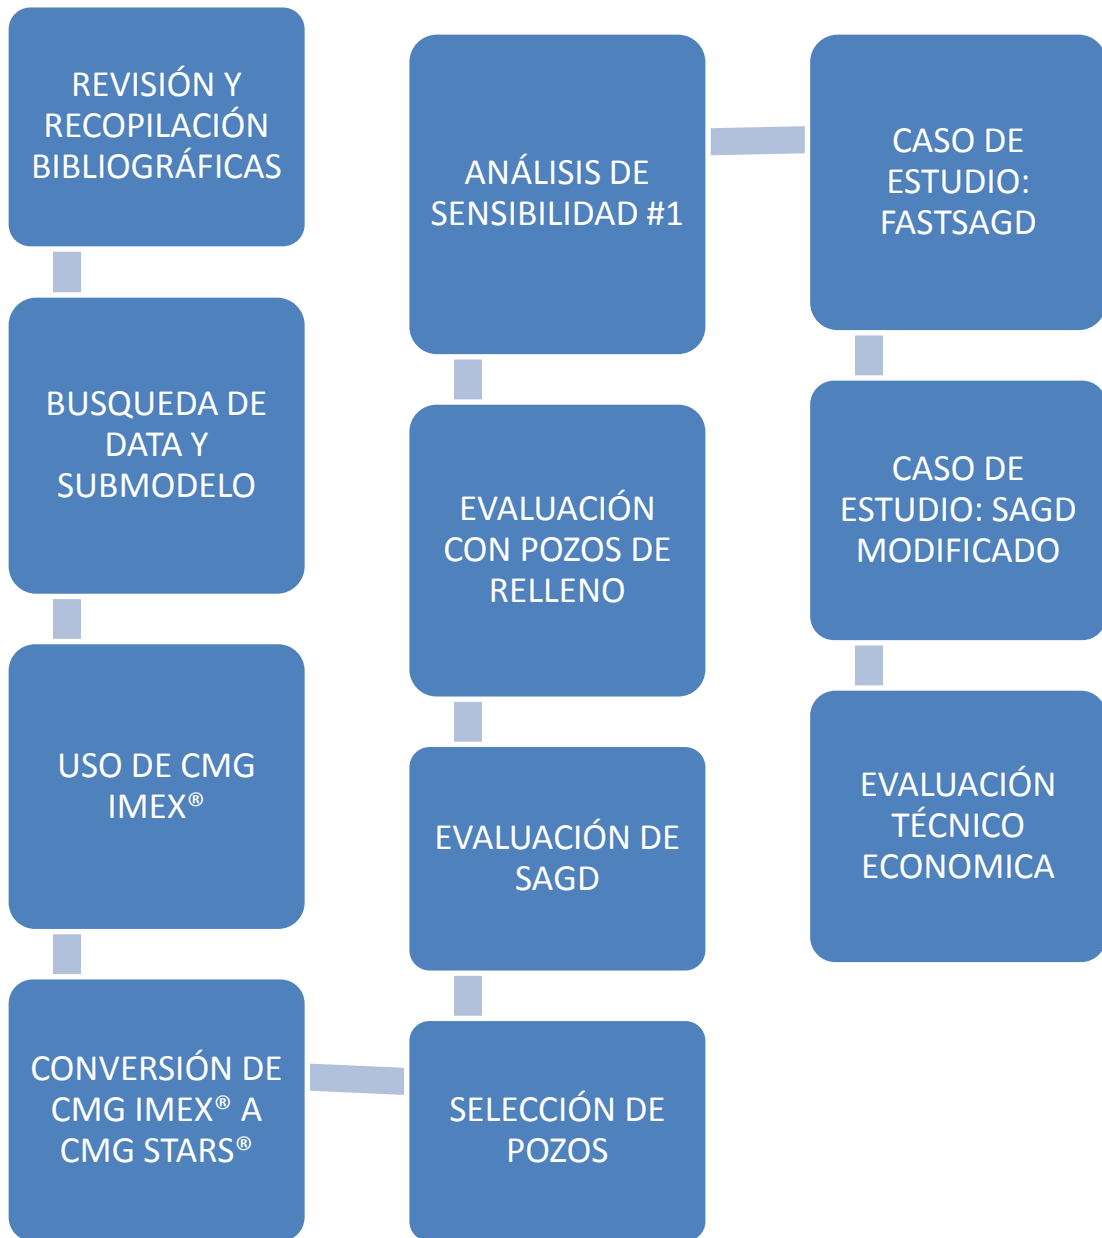 REVISIÓN Y
RECOPILACIÓN
BIBLIOGRÁFICAS
BUSQUEDA DE
DATA Y
SUBMODELO
USO DE CMG
IMEX®
CONVERSIÓN DE
CMG IMEX® A
CMG STARS®
SELECCIÓN DE
POZOS
EVALUACIÓN DE
SAGD
EVALUACIÓN
CON POZOS DE
RELLENO
ANÁLISIS DE
SENSIBILIDAD #1
CASO DE
ESTUDIO:
FASTSAGD
CASO DE
ESTUDIO: SAGD
MODIFICADO
EVALUACIÓN
TÉCNICO
ECONOMICA